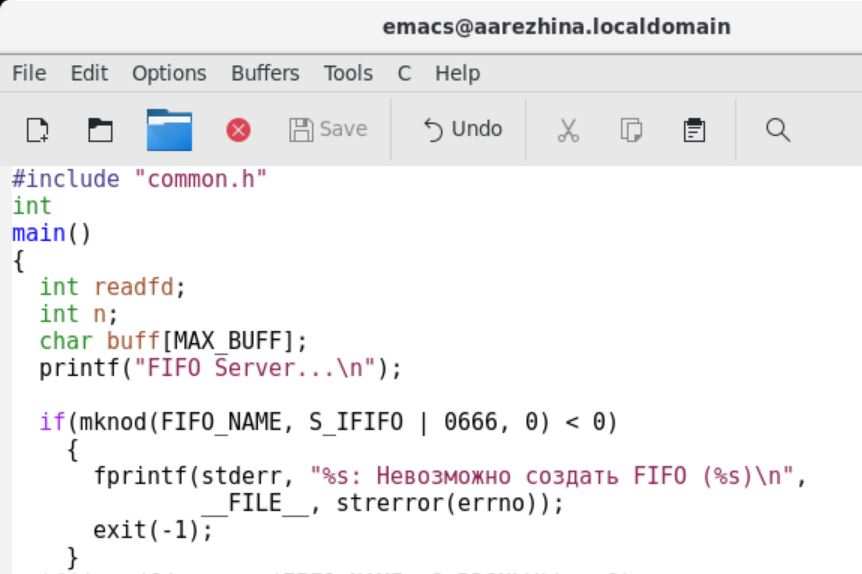 emacs@aarezhina.localdomain
File Edit Options Buffers Tools C Help
Save Undo
#include "common.h"
int
main()
{
  int readfd;
  int n;
  char buff[MAX_BUFF];
  printf("FIFO Server...\n");
  if(mknod(FIFO_NAME, S_IFIFO | 0666, 0) < 0)
    {
      fprintf(stderr, "%s: Невозможно создать FIFO (%s)\n",
              __FILE__, strerror(errno));
      exit(-1);
    }